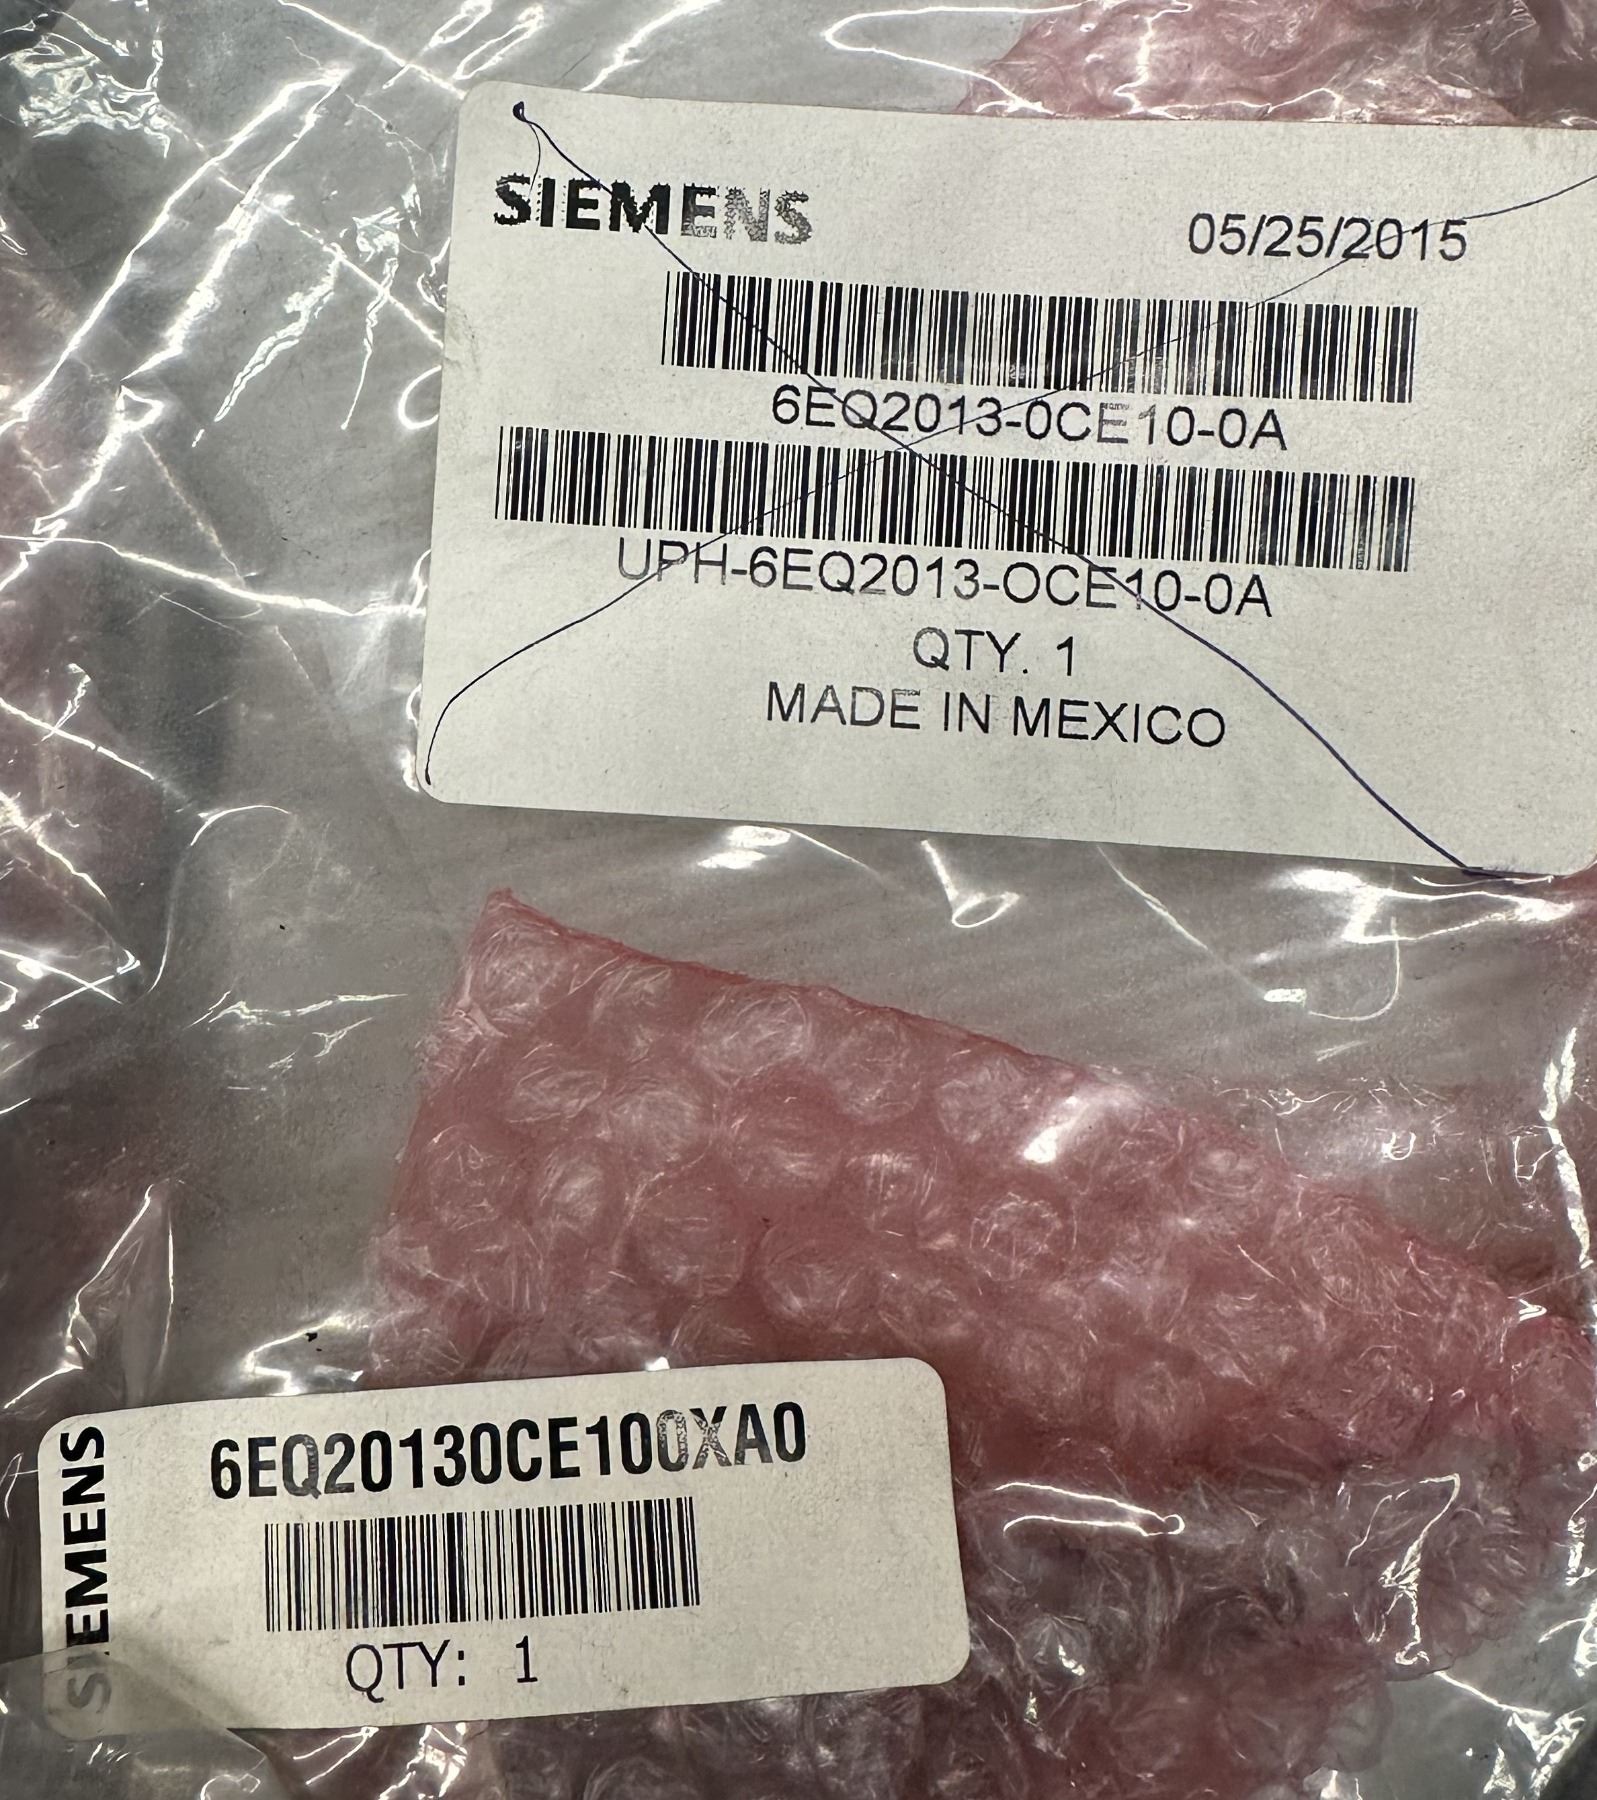 SIEMENS
05/25/2015
6EQ2013-0CE10-0A
UPH-6EQ2013-OCE10-0A
QTY. 1
MADE IN MEXICO
SIEMENS
6EQ20130CE100XA0
QTY: 1